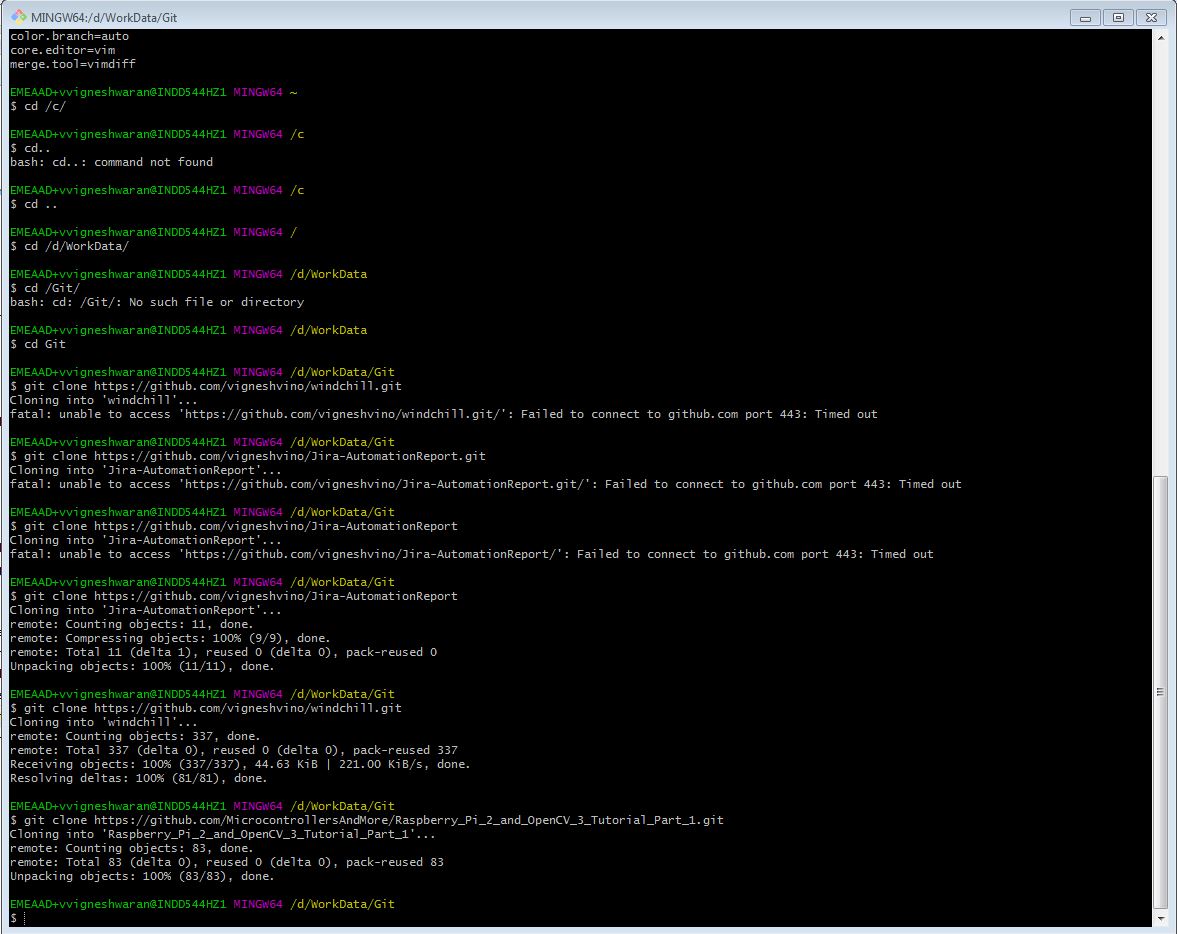 MINGW64:/d/WorkData/Git
color.branch=auto
core.editor=vim
merge.tool=vimdiff
EMEAAD+vvigneshwaran@INDD544HZ1 MINGW64 ~
$ cd /c/
EMEAAD+vvigneshwaran@INDD544HZ1 MINGW64 /c
$ cd..
bash: cd..: command not found
EMEAAD+vvigneshwaran@INDD544HZ1 MINGW64 /c
$ cd ..
EMEAAD+vvigneshwaran@INDD544HZ1 MINGW64 /
$ cd /d/WorkData/
EMEAAD+vvigneshwaran@INDD544HZ1 MINGW64 /d/WorkData
$ cd /Git/
bash: cd: /Git/: No such file or directory
EMEAAD+vvigneshwaran@INDD544HZ1 MINGW64 /d/WorkData
$ cd Git
EMEAAD+vvigneshwaran@INDD544HZ1 MINGW64 /d/WorkData/Git
$ git clone https://github.com/vigneshvino/windchill.git
Cloning into 'windchill'...
fatal: unable to access 'https://github.com/vigneshvino/windchill.git/': Failed to connect to github.com port 443: Timed out
EMEAAD+vvigneshwaran@INDD544HZ1 MINGW64 /d/WorkData/Git
$ git clone https://github.com/vigneshvino/Jira-AutomationReport.git
Cloning into 'Jira-AutomationReport'...
fatal: unable to access 'https://github.com/vigneshvino/Jira-AutomationReport.git/': Failed to connect to github.com port 443: Timed out
EMEAAD+vvigneshwaran@INDD544HZ1 MINGW64 /d/WorkData/Git
$ git clone https://github.com/vigneshvino/Jira-AutomationReport
Cloning into 'Jira-AutomationReport'...
fatal: unable to access 'https://github.com/vigneshvino/Jira-AutomationReport/': Failed to connect to github.com port 443: Timed out
EMEAAD+vvigneshwaran@INDD544HZ1 MINGW64 /d/WorkData/Git
$ git clone https://github.com/vigneshvino/Jira-AutomationReport
Cloning into 'Jira-AutomationReport'...
remote: Counting objects: 11, done.
remote: Compressing objects: 100% (9/9), done.
remote: Total 11 (delta 1), reused 0 (delta 0), pack-reused 0
Unpacking objects: 100% (11/11), done.
EMEAAD+vvigneshwaran@INDD544HZ1 MINGW64 /d/WorkData/Git
$ git clone https://github.com/vigneshvino/windchill.git
Cloning into 'windchill'...
remote: Counting objects: 337, done.
remote: Total 337 (delta 0), reused 0 (delta 0), pack-reused 337
Receiving objects: 100% (337/337), 44.63 KiB | 221.00 KiB/s, done.
Resolving deltas: 100% (81/81), done.
EMEAAD+vvigneshwaran@INDD544HZ1 MINGW64 /d/WorkData/Git
$ git clone https://github.com/MicrocontrollersAndMore/Raspberry_Pi_2_and_OpenCV_3_Tutorial_Part_1.git
Cloning into 'Raspberry_Pi_2_and_OpenCV_3_Tutorial_Part_1'...
remote: Counting objects: 83, done.
remote: Total 83 (delta 0), reused 0 (delta 0), pack-reused 83
Unpacking objects: 100% (83/83), done.
EMEAAD+vvigneshwaran@INDD544HZ1 MINGW64 /d/WorkData/Git
$